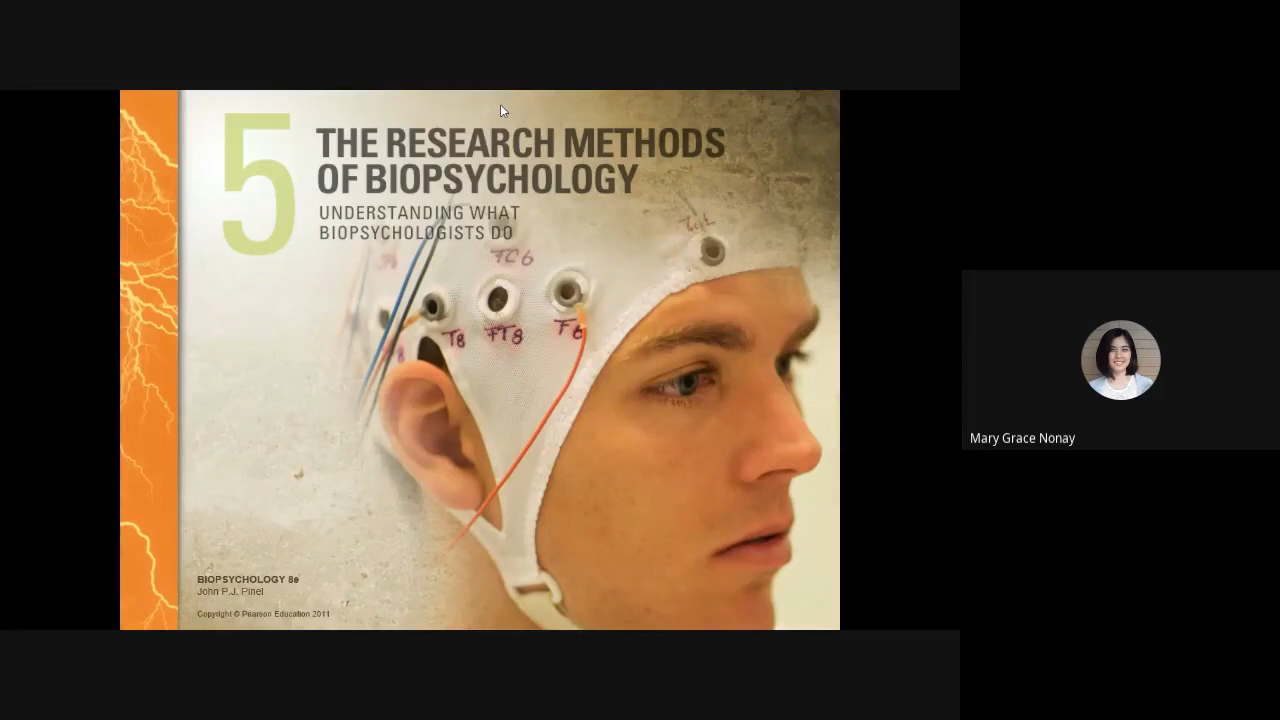 5
THE RESEARCH METHODS
OF BIOPSYCHOLOGY
UNDERSTANDING WHAT
BIOPSYCHOLOGISTS DO
FC6
T8
FT8
F6
8
BIOPSYCHOLOGY 8e
John P.J. Pinel
Copyright © Pearson Education 2011
Mary Grace Nonay